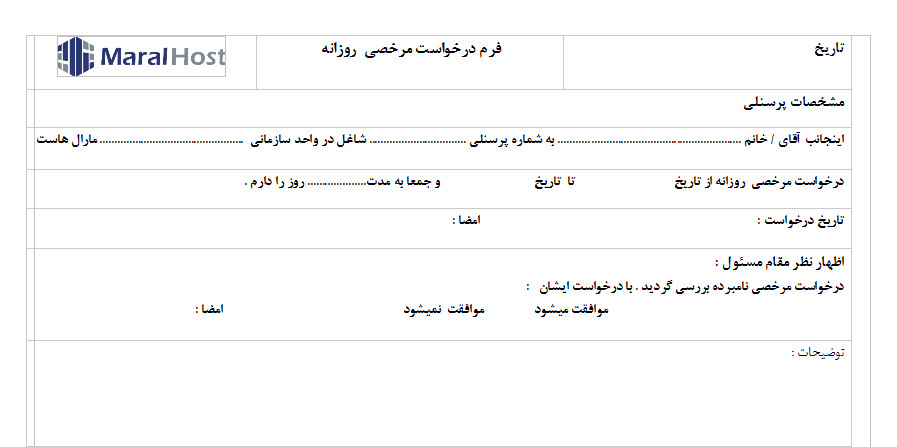 تاریخ
فرم درخواست مرخصی روزانه
MaralHost
مشخصات پرسنلی
اینجانب آقای / خانم .............................................................. به شماره پرسنلی ................................ شاغل در واحد سازمانی ................................................ مارال هاست
درخواست مرخصی روزانه از تاریخ تا تاریخ و جمعا به مدت.................... روز را دارم .
تاریخ درخواست : امضا :
اظهار نظر مقام مسئول :
درخواست مرخصی نامبرده بررسی گردید . با درخواست ایشان :
موافقت میشود موافقت نمیشود امضا :
توضیحات :